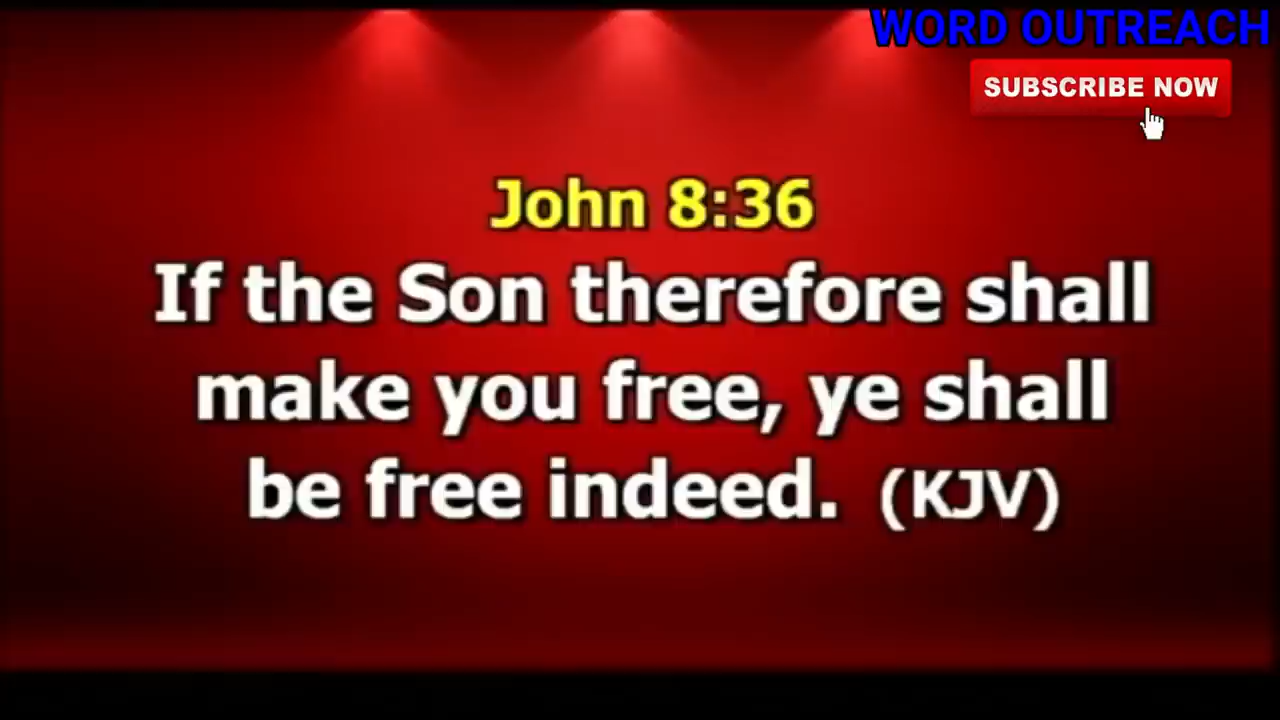 WORD OUTREACH
SUBSCRIBE NOW
John 8:36
If the Son therefore shall
make you free, ye shall
be free indeed. (KJV)